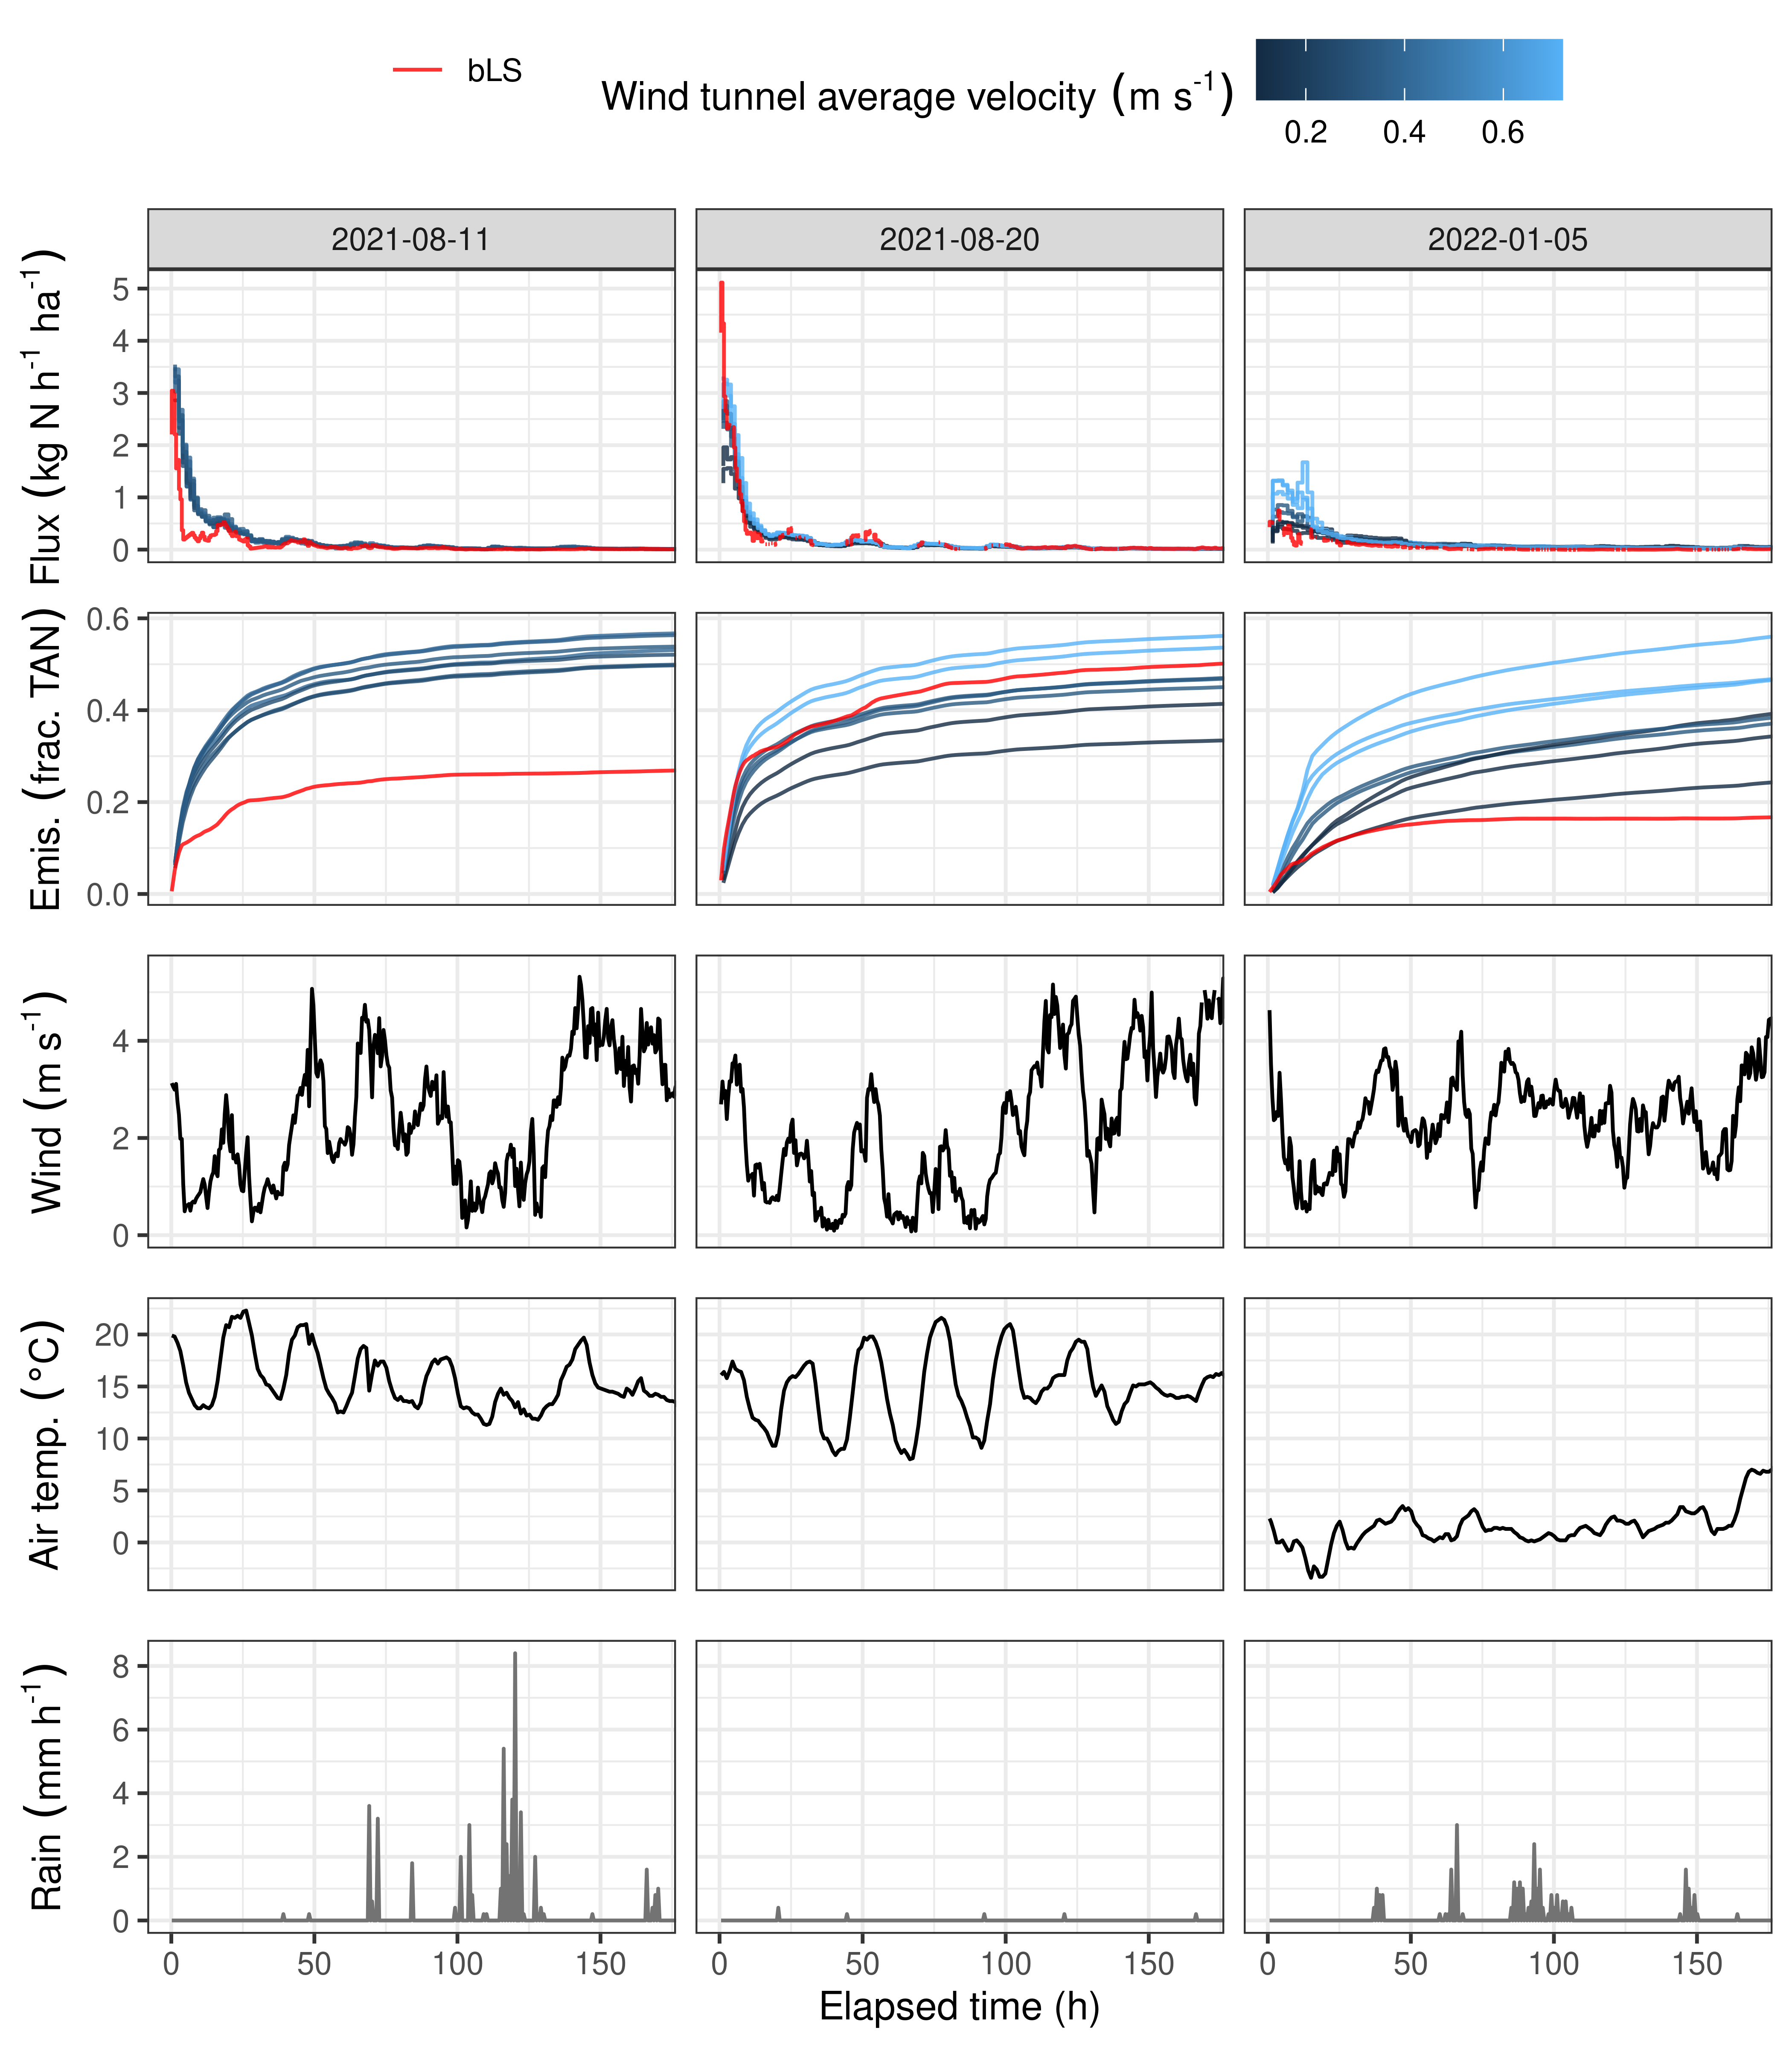 bLS
Wind tunnel average velocity (m s-1)
0.2 0.4 0.6
2021-08-11 2021-08-20 2022-01-05
Flux (kg N h-1 ha-1)
5
4
3
2
1
0
Emis. (frac. TAN)
0.6
0.4
0.2
0.0
Wind (m s-1)
4
2
0
Air temp. (°C)
20
15
10
5
0
Rain (mm h-1)
8
6
4
2
0
0 50 100 150 0 50 100 150 0 50 100 150
Elapsed time (h)